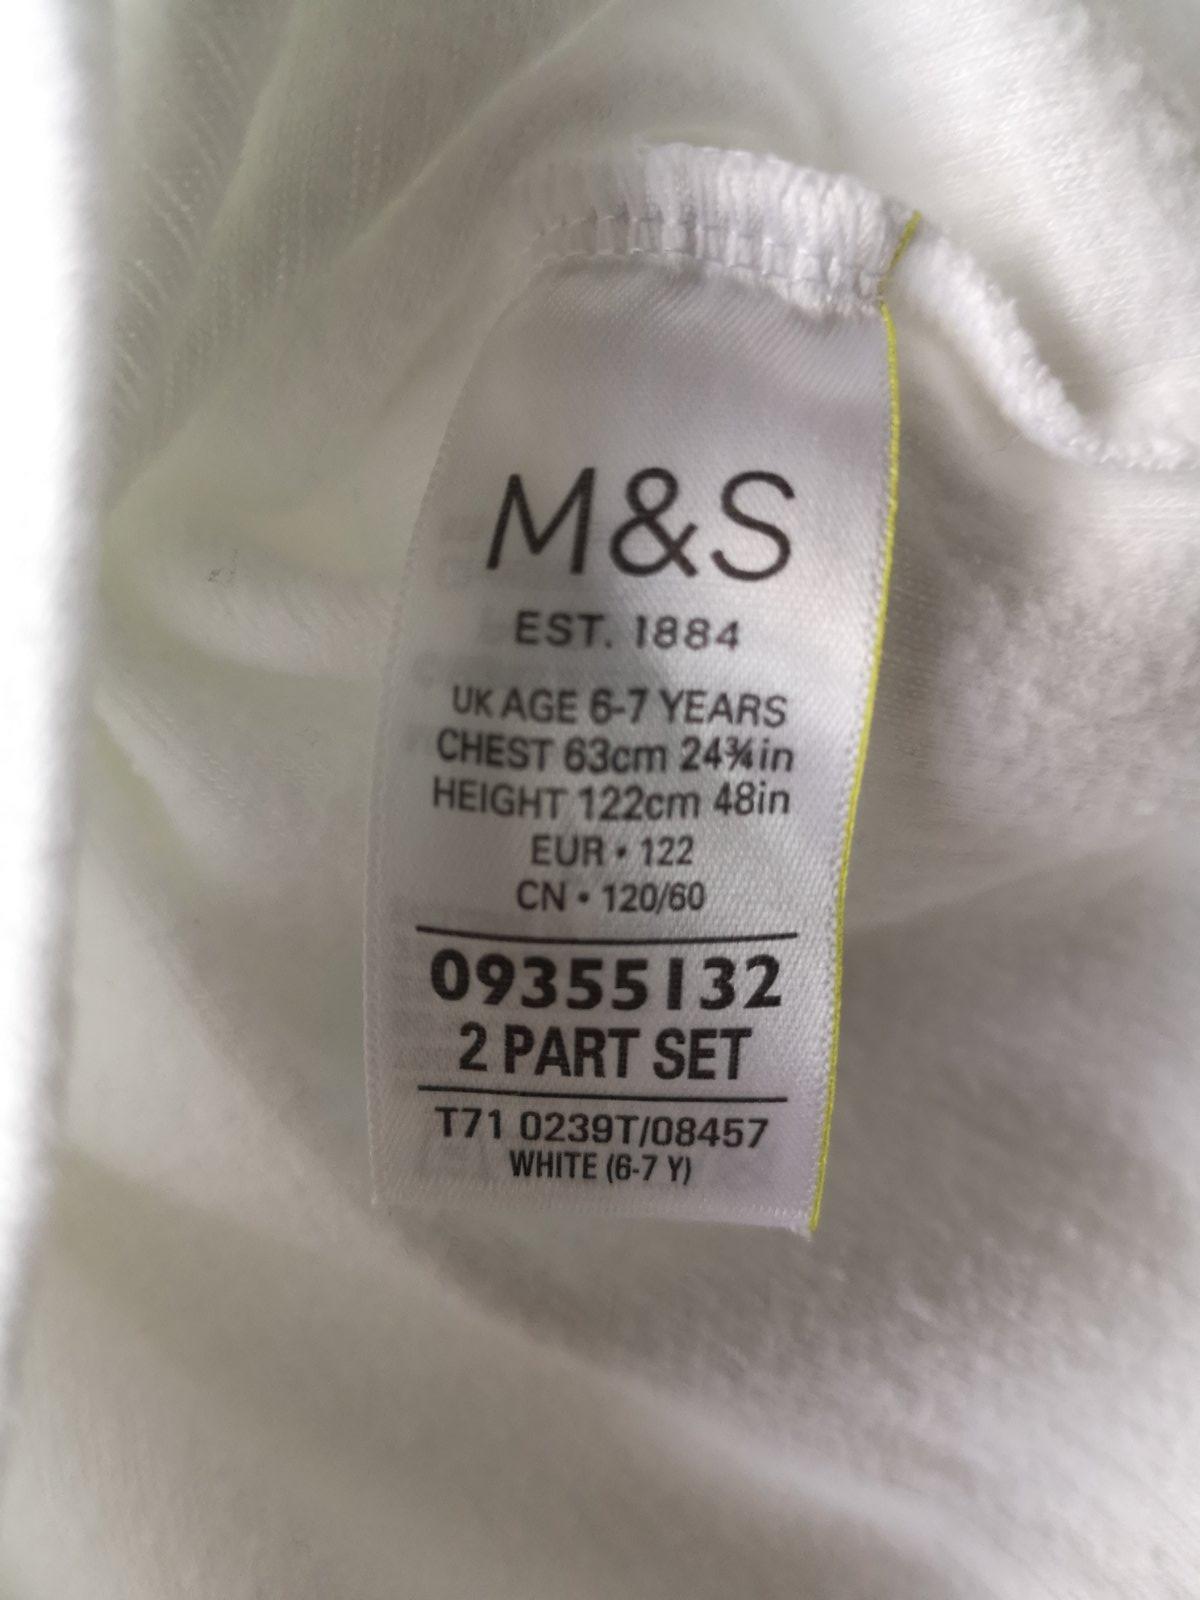 M&S
EST. 1884
UK AGE 6-7 YEARS
CHEST 63cm 24¾in
HEIGHT 122cm 48in
EUR • 122
CN • 120/60
09355132
2 PART SET
T71 0239T/08457
WHITE (6-7 Y)